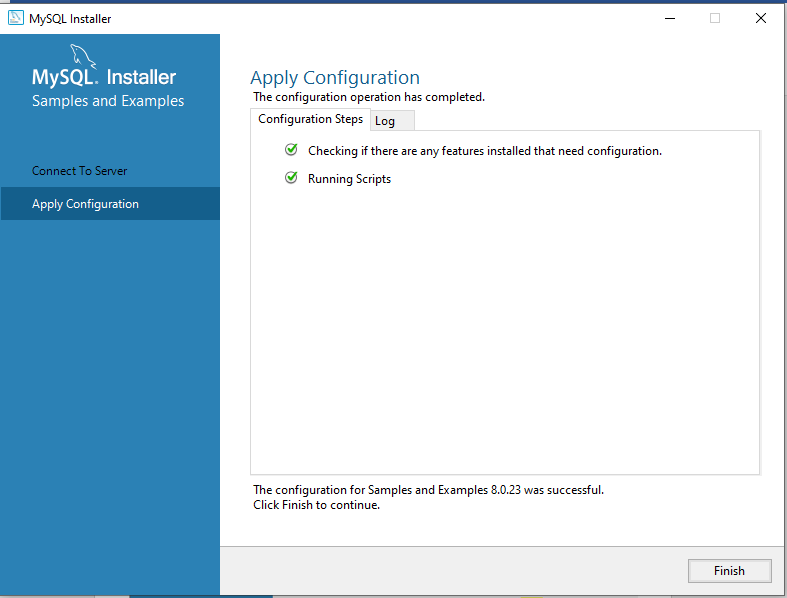 MySQL Installer
MySQL. Installer
Samples and Examples
Connect To Server
Apply Configuration
Apply Configuration
The configuration operation has completed.
Configuration Steps
Log
Checking if there are any features installed that need configuration.
Running Scripts
The configuration for Samples and Examples 8.0.23 was successful.
Click Finish to continue.
Finish